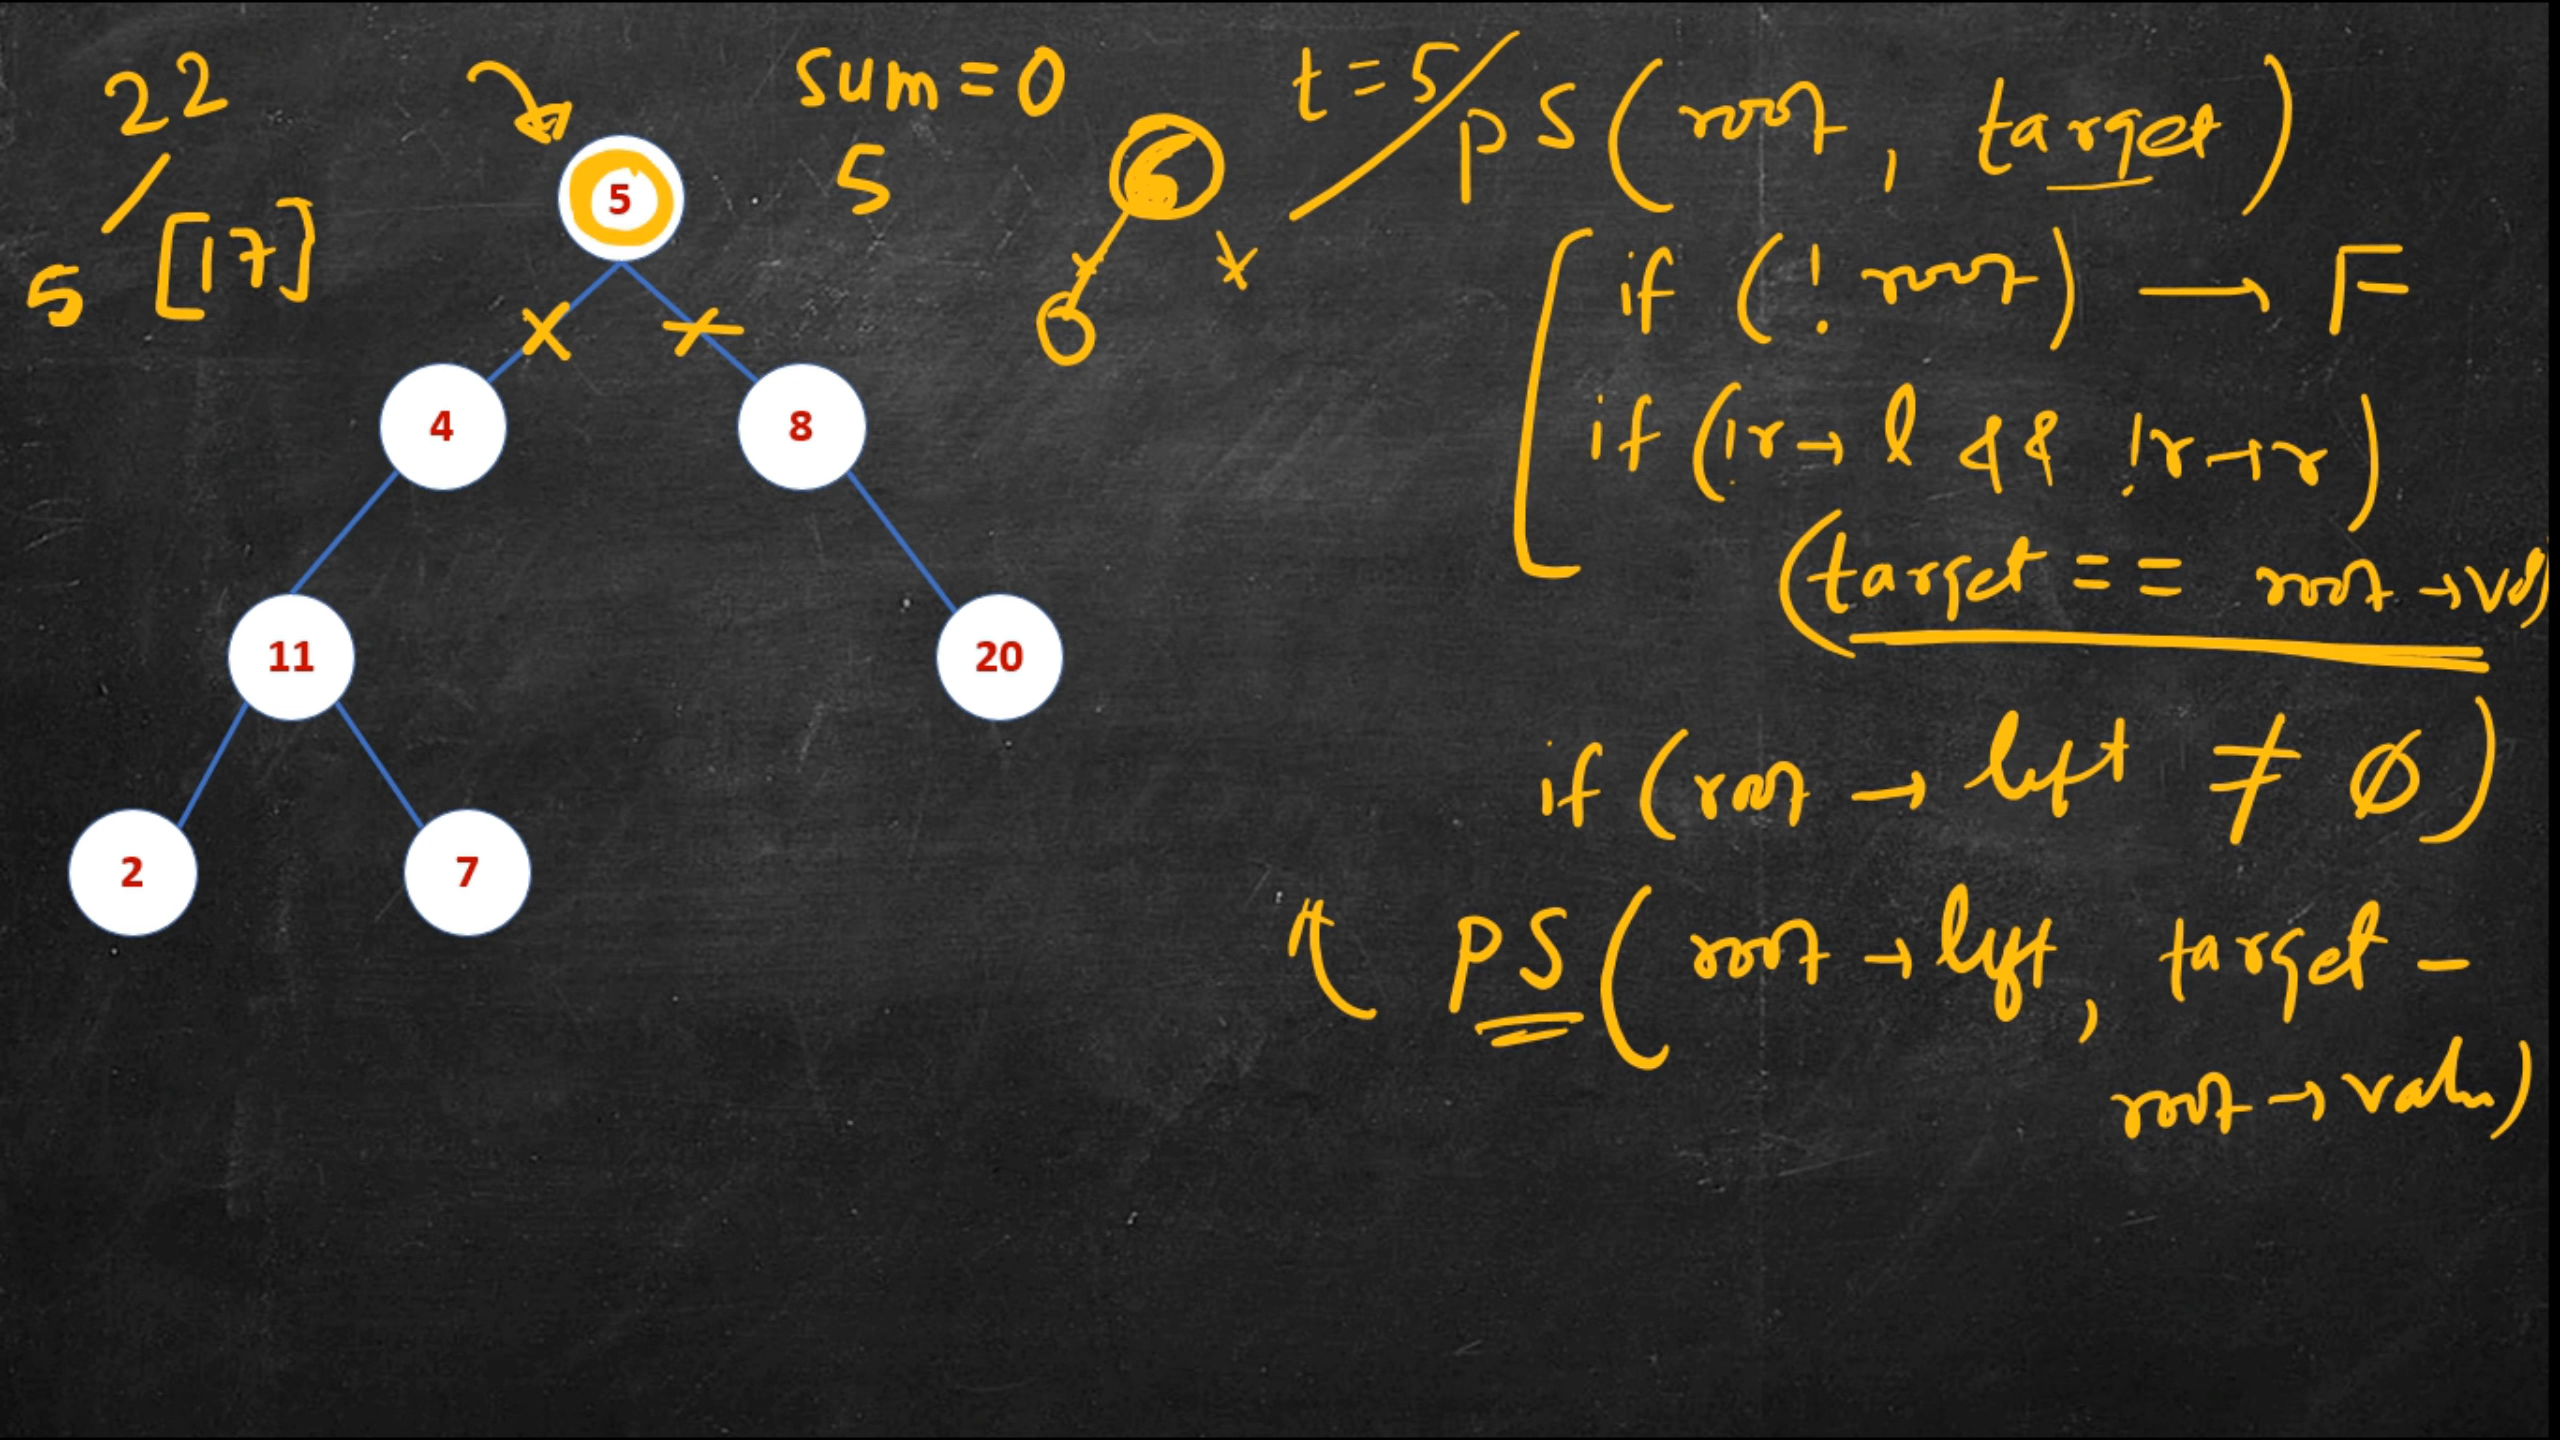 22
5 [17]
sum = 0
5
6
t = 5
5
4
8
11
20
2
7
PS(root, target)
if (! root) → F
if (!r→l && !r→r)
(target == root→val)
if (root → left ≠ ∅)
PS(root→left, target -
root→value)